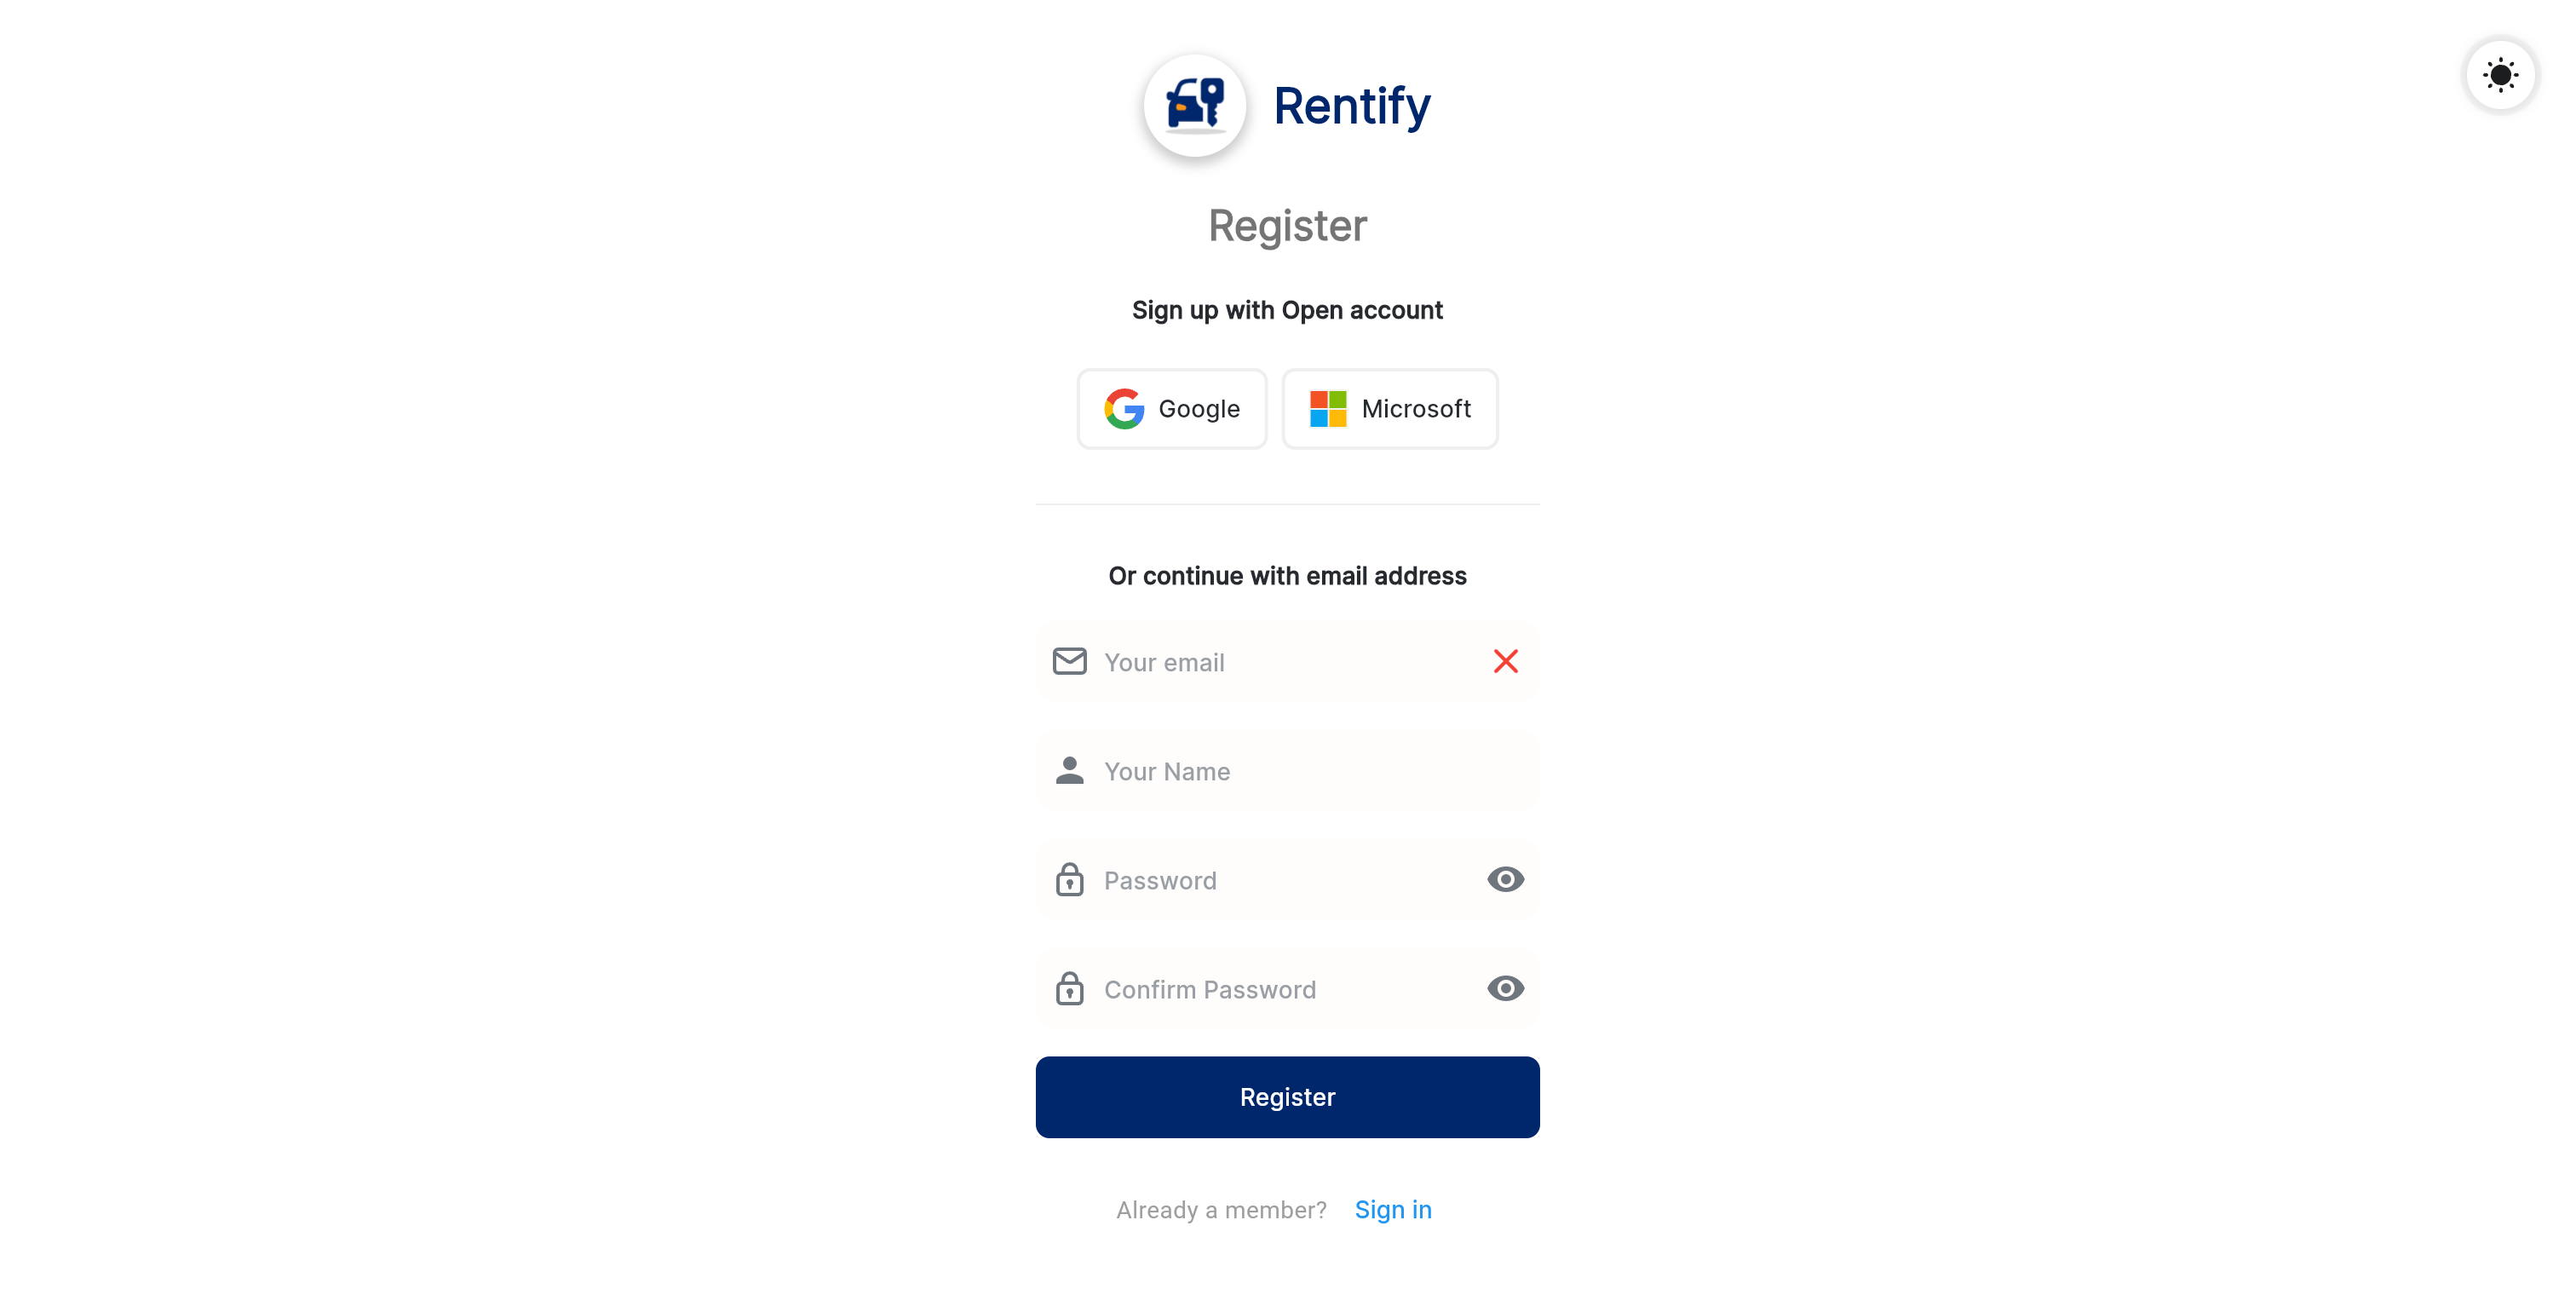 Rentify
Register
Sign up with Open account
Google
Microsoft
Or continue with email address
Your email
Your Name
Password
Confirm Password
Register
Already a member? Sign in